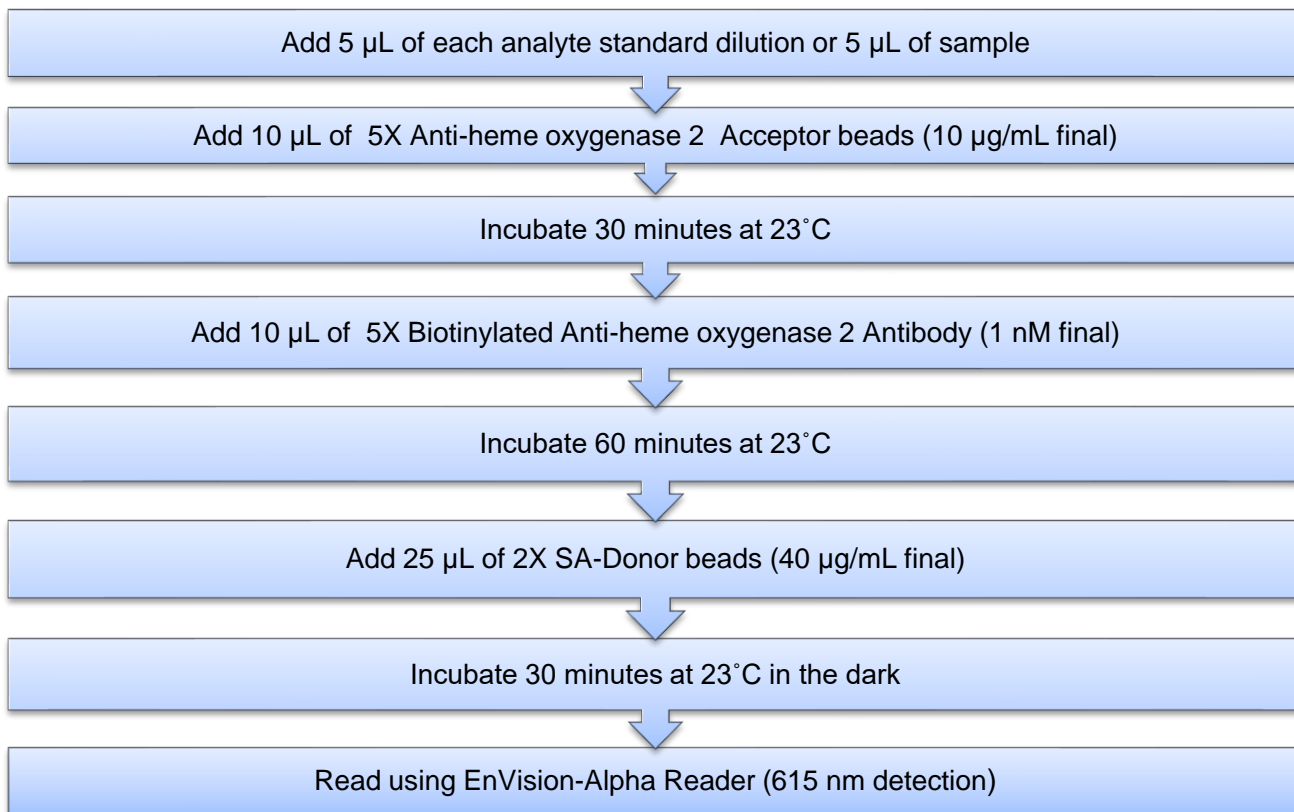 Add 5 µL of each analyte standard dilution or 5 µL of sample
Add 10 µL of  5X Anti-heme oxygenase 2  Acceptor beads (10 µg/mL final)
Incubate 30 minutes at 23˚C
Add 10 µL of  5X Biotinylated Anti-heme oxygenase 2 Antibody (1 nM final)
Incubate 60 minutes at 23˚C
Add 25 µL of 2X SA-Donor beads (40 µg/mL final)
Incubate 30 minutes at 23˚C in the dark
Read using EnVision-Alpha Reader (615 nm detection)